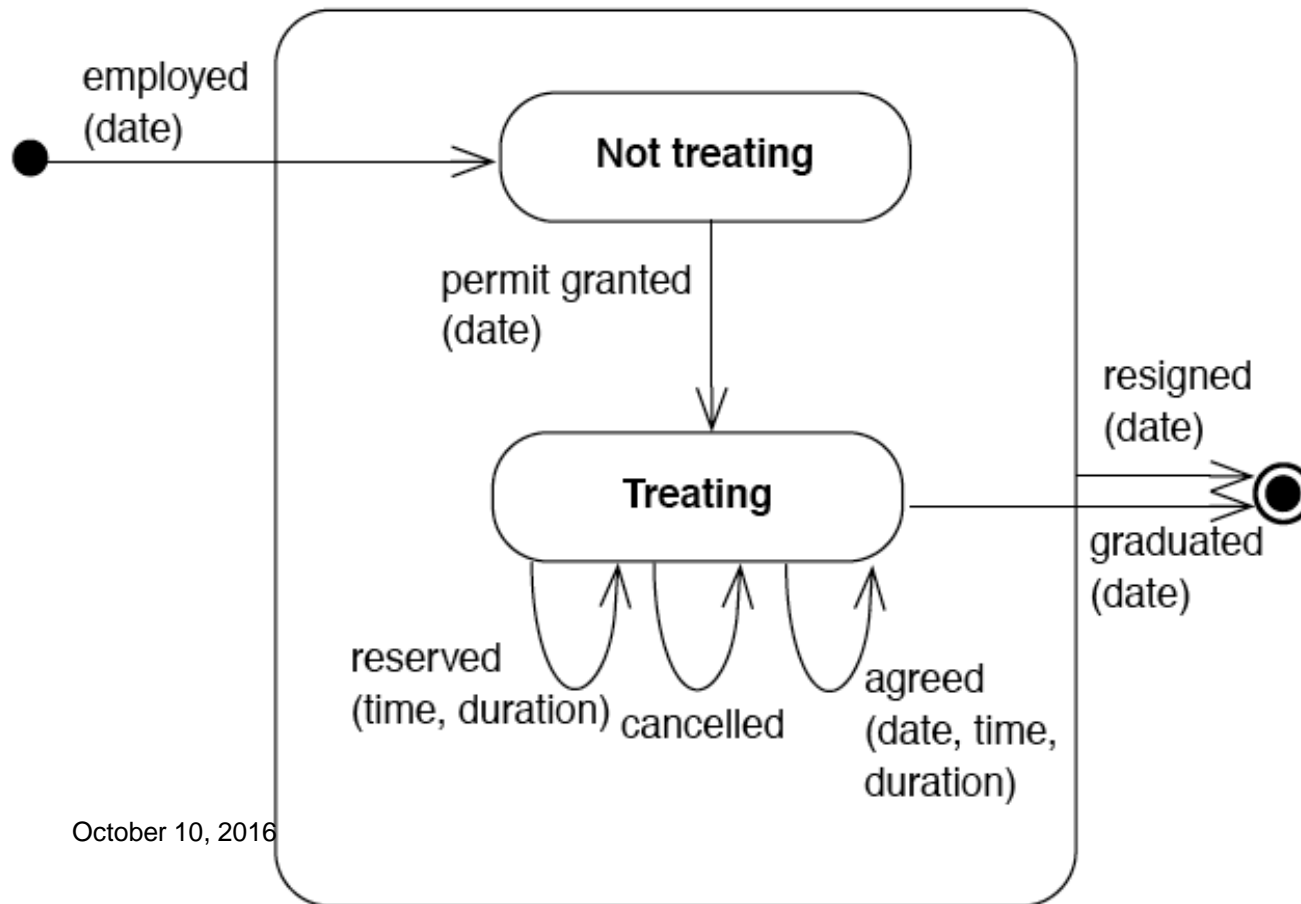 employed
(date)
Not treating
permit granted
(date)
resigned
(date)
Treating
graduated
(date)
reserved
(time, duration)
cancelled
agreed
(date, time,
duration)
October 10, 2016